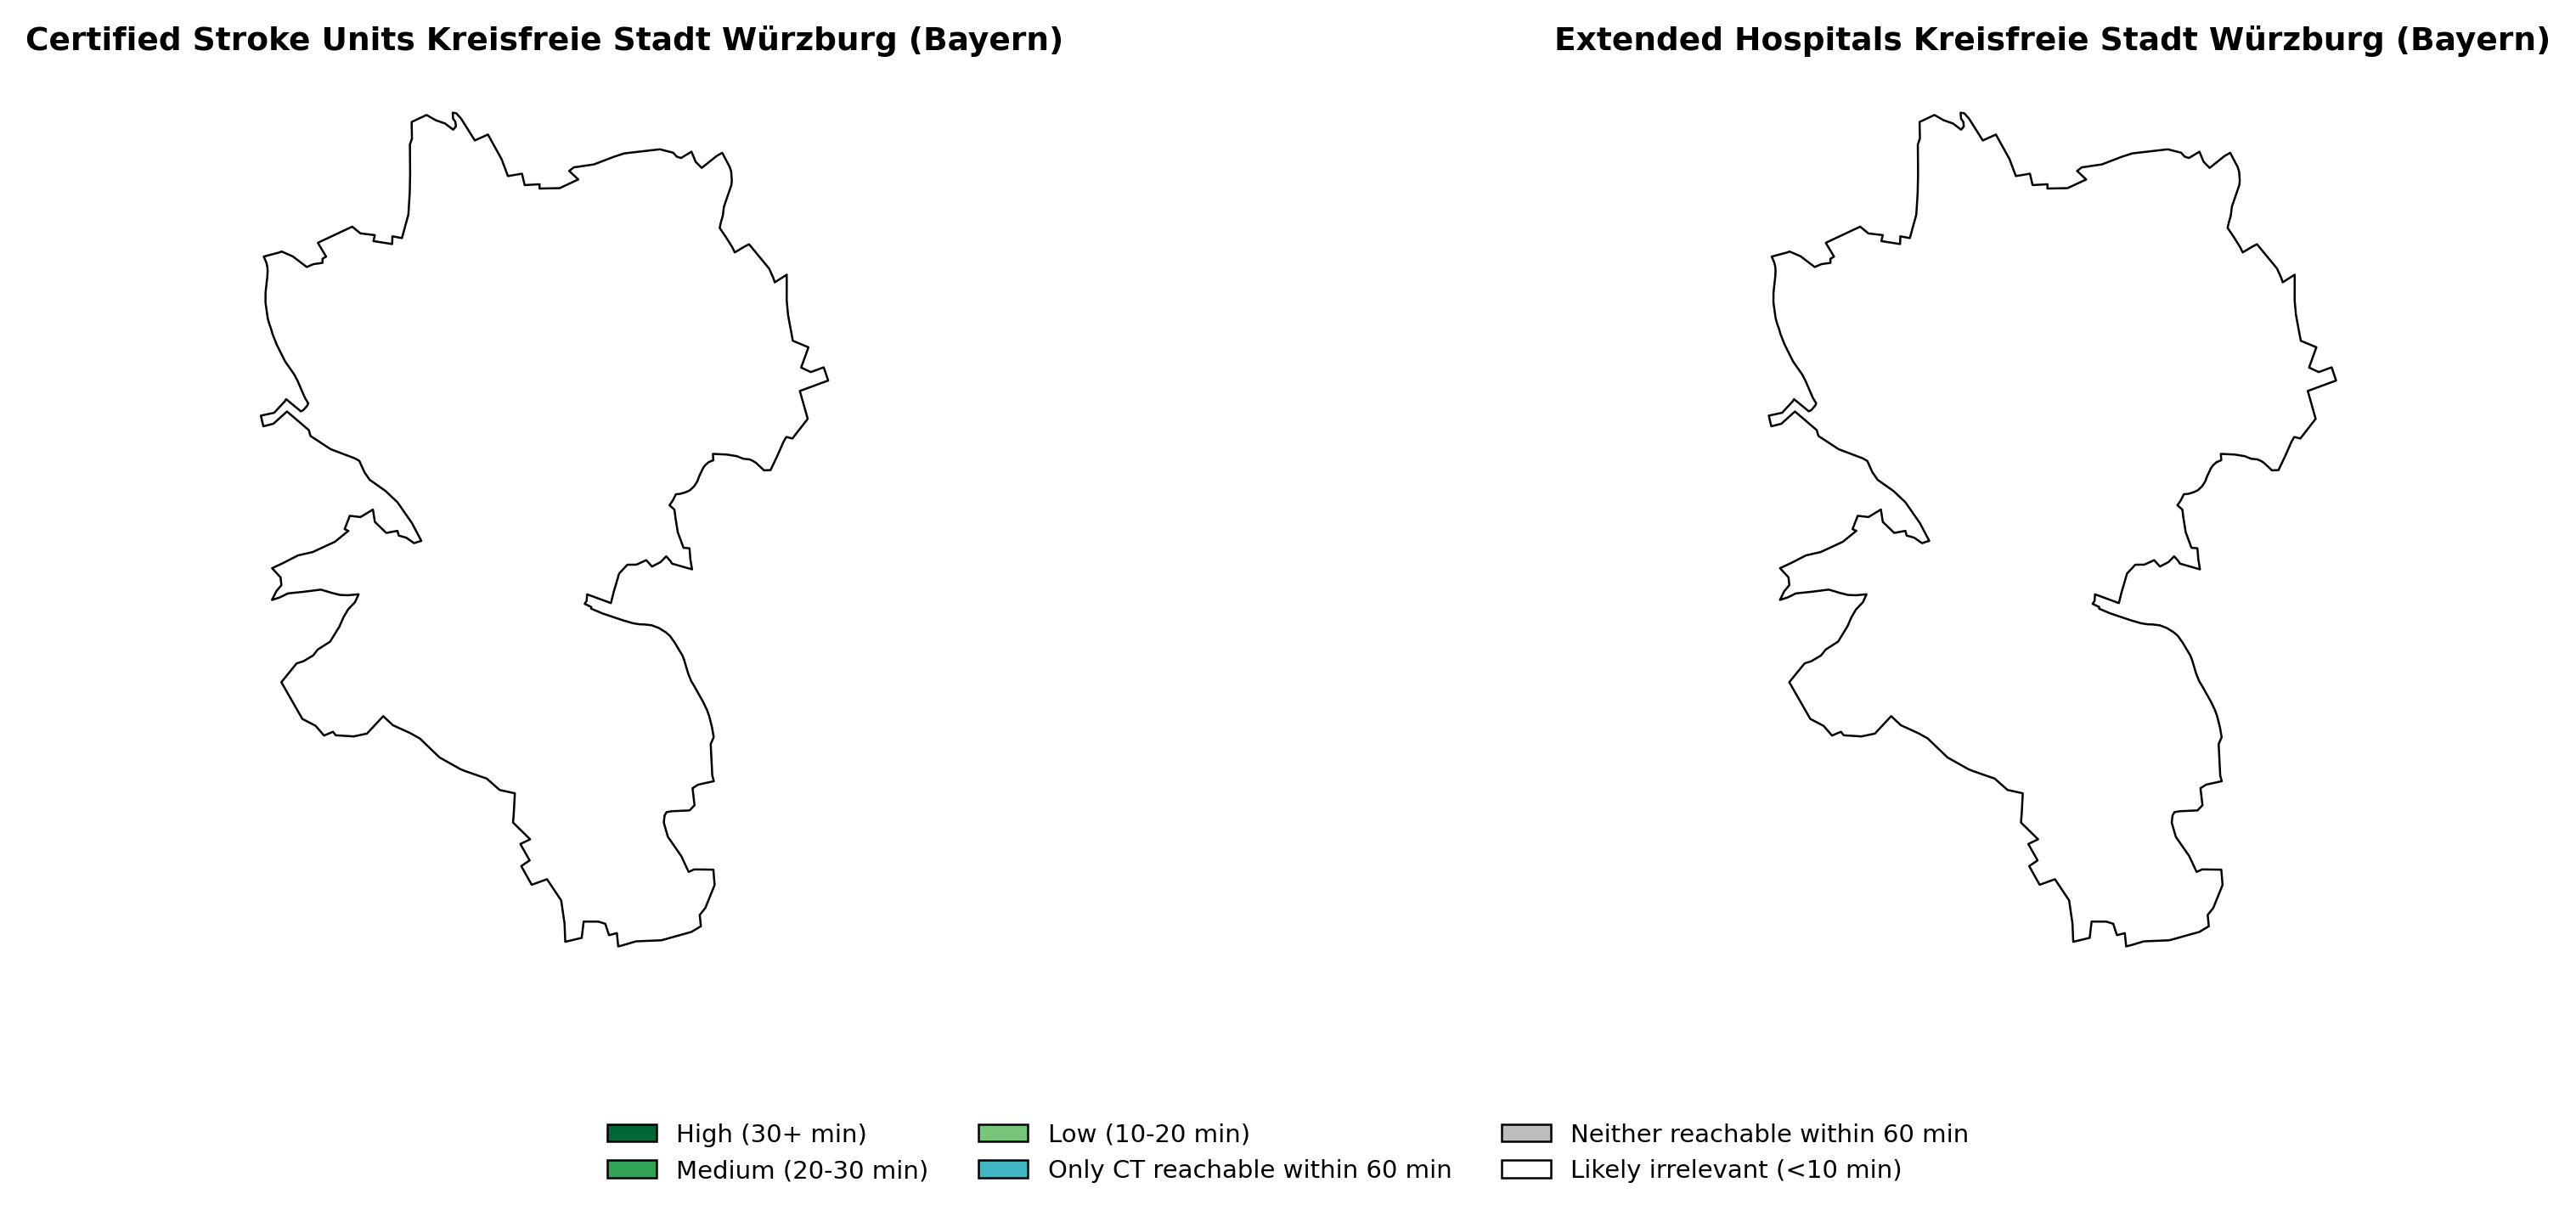 Certified Stroke Units Kreisfreie Stadt Würzburg (Bayern)
Extended Hospitals Kreisfreie Stadt Würzburg (Bayern)
High (30+ min)
Medium (20-30 min)
Low (10-20 min)
Only CT reachable within 60 min
Neither reachable within 60 min
Likely irrelevant (<10 min)